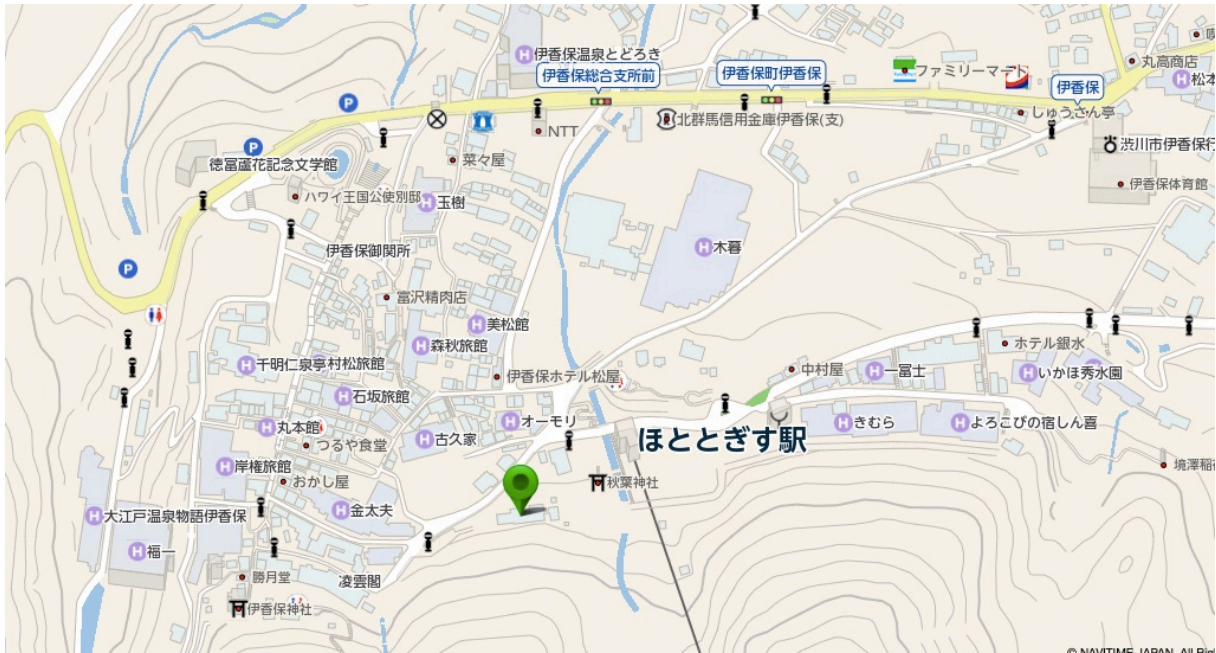 伊香保温泉とどろき
伊香保総合支所前
伊香保町伊香保
ファミリーマート
伊香保
丸高商店
松本
しゅうさん亭
NTT
北群馬信用金庫伊香保(支)
渋川市伊香保行
菜々屋
徳冨蘆花記念文学館
ハワイ王国公使別邸
玉樹
伊香保体育館
伊香保御関所
木暮
富沢精肉店
美松館
森秋旅館
千明仁泉亭
村松旅館
伊香保ホテル松屋
ホテル銀水
中村屋
一冨士
いかほ秀水園
石坂旅館
オーモリ
きむら
よろこびの宿しん喜
丸本館
つるや食堂
古久家
ほととぎす駅
岸権旅館
おかし屋
秋葉神社
境澤稲荷
大江戸温泉物語伊香保
金太夫
福一
勝月堂
凌雲閣
伊香保神社
© NAVITIME JAPAN. All Righ